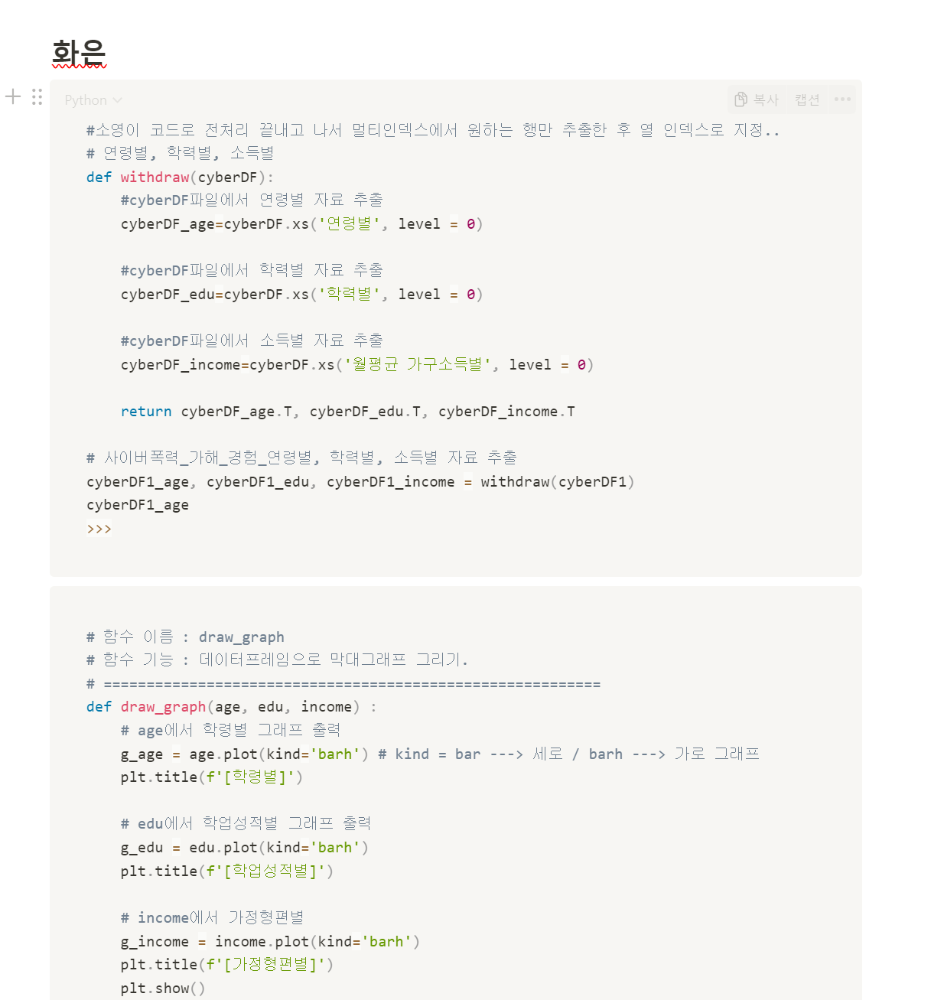 화은
Python
복사 캡션
#소영이 코드로 전처리 끝내고 나서 멀티인덱스에서 원하는 행만 추출한 후 열 인덱스로 지정..
# 연령별, 학력별, 소득별
def withdraw(cyberDF):
    #cyberDF파일에서 연령별 자료 추출
    cyberDF_age=cyberDF.xs('연령별', level = 0)
    #cyberDF파일에서 학력별 자료 추출
    cyberDF_edu=cyberDF.xs('학력별', level = 0)
    #cyberDF파일에서 소득별 자료 추출
    cyberDF_income=cyberDF.xs('월평균 가구소득별', level = 0)
    return cyberDF_age.T, cyberDF_edu.T, cyberDF_income.T
# 사이버폭력_가해_경험_연령별, 학력별, 소득별 자료 추출
cyberDF1_age, cyberDF1_edu, cyberDF1_income = withdraw(cyberDF1)
cyberDF1_age
>>>
# 함수 이름 : draw_graph
# 함수 기능 : 데이터프레임으로 막대그래프 그리기.
# ==========================================================
def draw_graph(age, edu, income) :
    # age에서 학령별 그래프 출력
    g_age = age.plot(kind='barh') # kind = bar ---> 세로 / barh ---> 가로 그래프
    plt.title(f'[학령별]')
    # edu에서 학업성적별 그래프 출력
    g_edu = edu.plot(kind='barh')
    plt.title(f'[학업성적별]')
    # income에서 가정형편별
    g_income = income.plot(kind='barh')
    plt.title(f'[가정형편별]')
    plt.show()